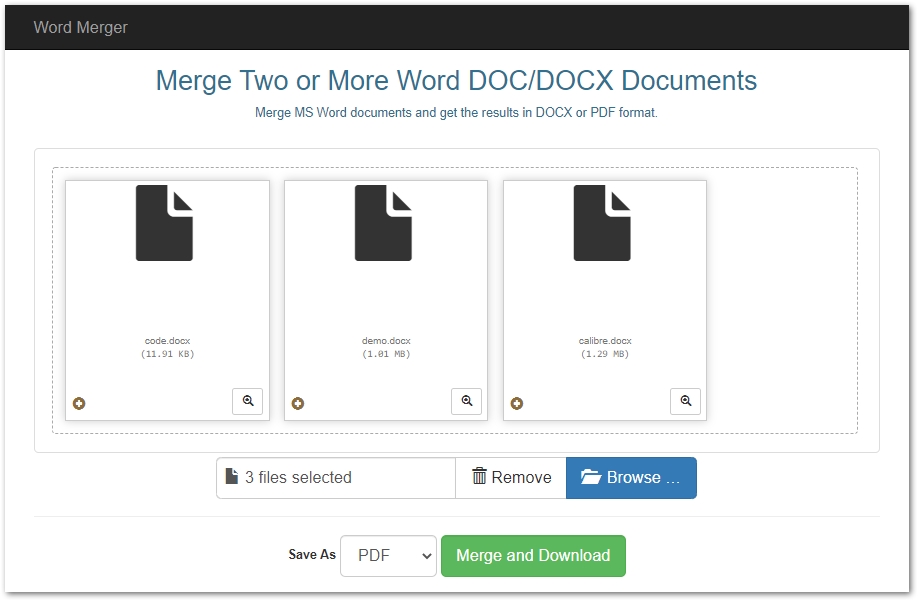 Word Merger
Merge Two or More Word DOC/DOCX Documents
Merge MS Word documents and get the results in DOCX or PDF format.
code.docx
(11.91 KB)
demo.docx
(1.01 MB)
calibre.docx
(1.29 MB)
3 files selected
Remove
Browse ...
Save As
PDF
Merge and Download